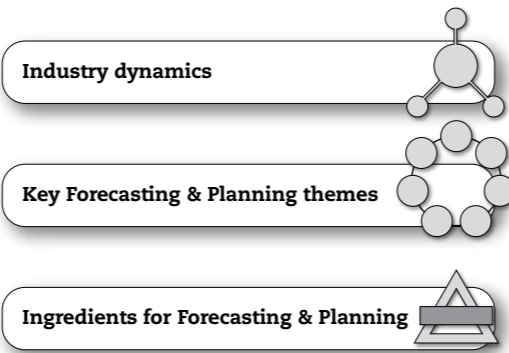 Industry dynamics
Key Forecasting & Planning themes
Ingredients for Forecasting & Planning